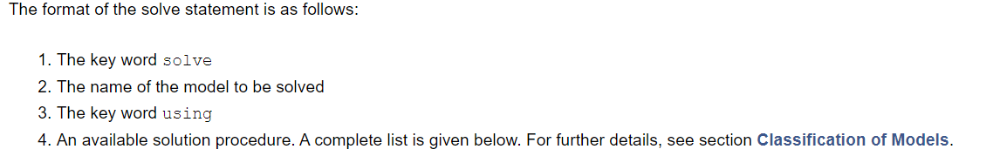 The format of the solve statement is as follows:
1. The key word solve
2. The name of the model to be solved
3. The key word using
4. An available solution procedure. A complete list is given below. For further details, see section Classification of Models.